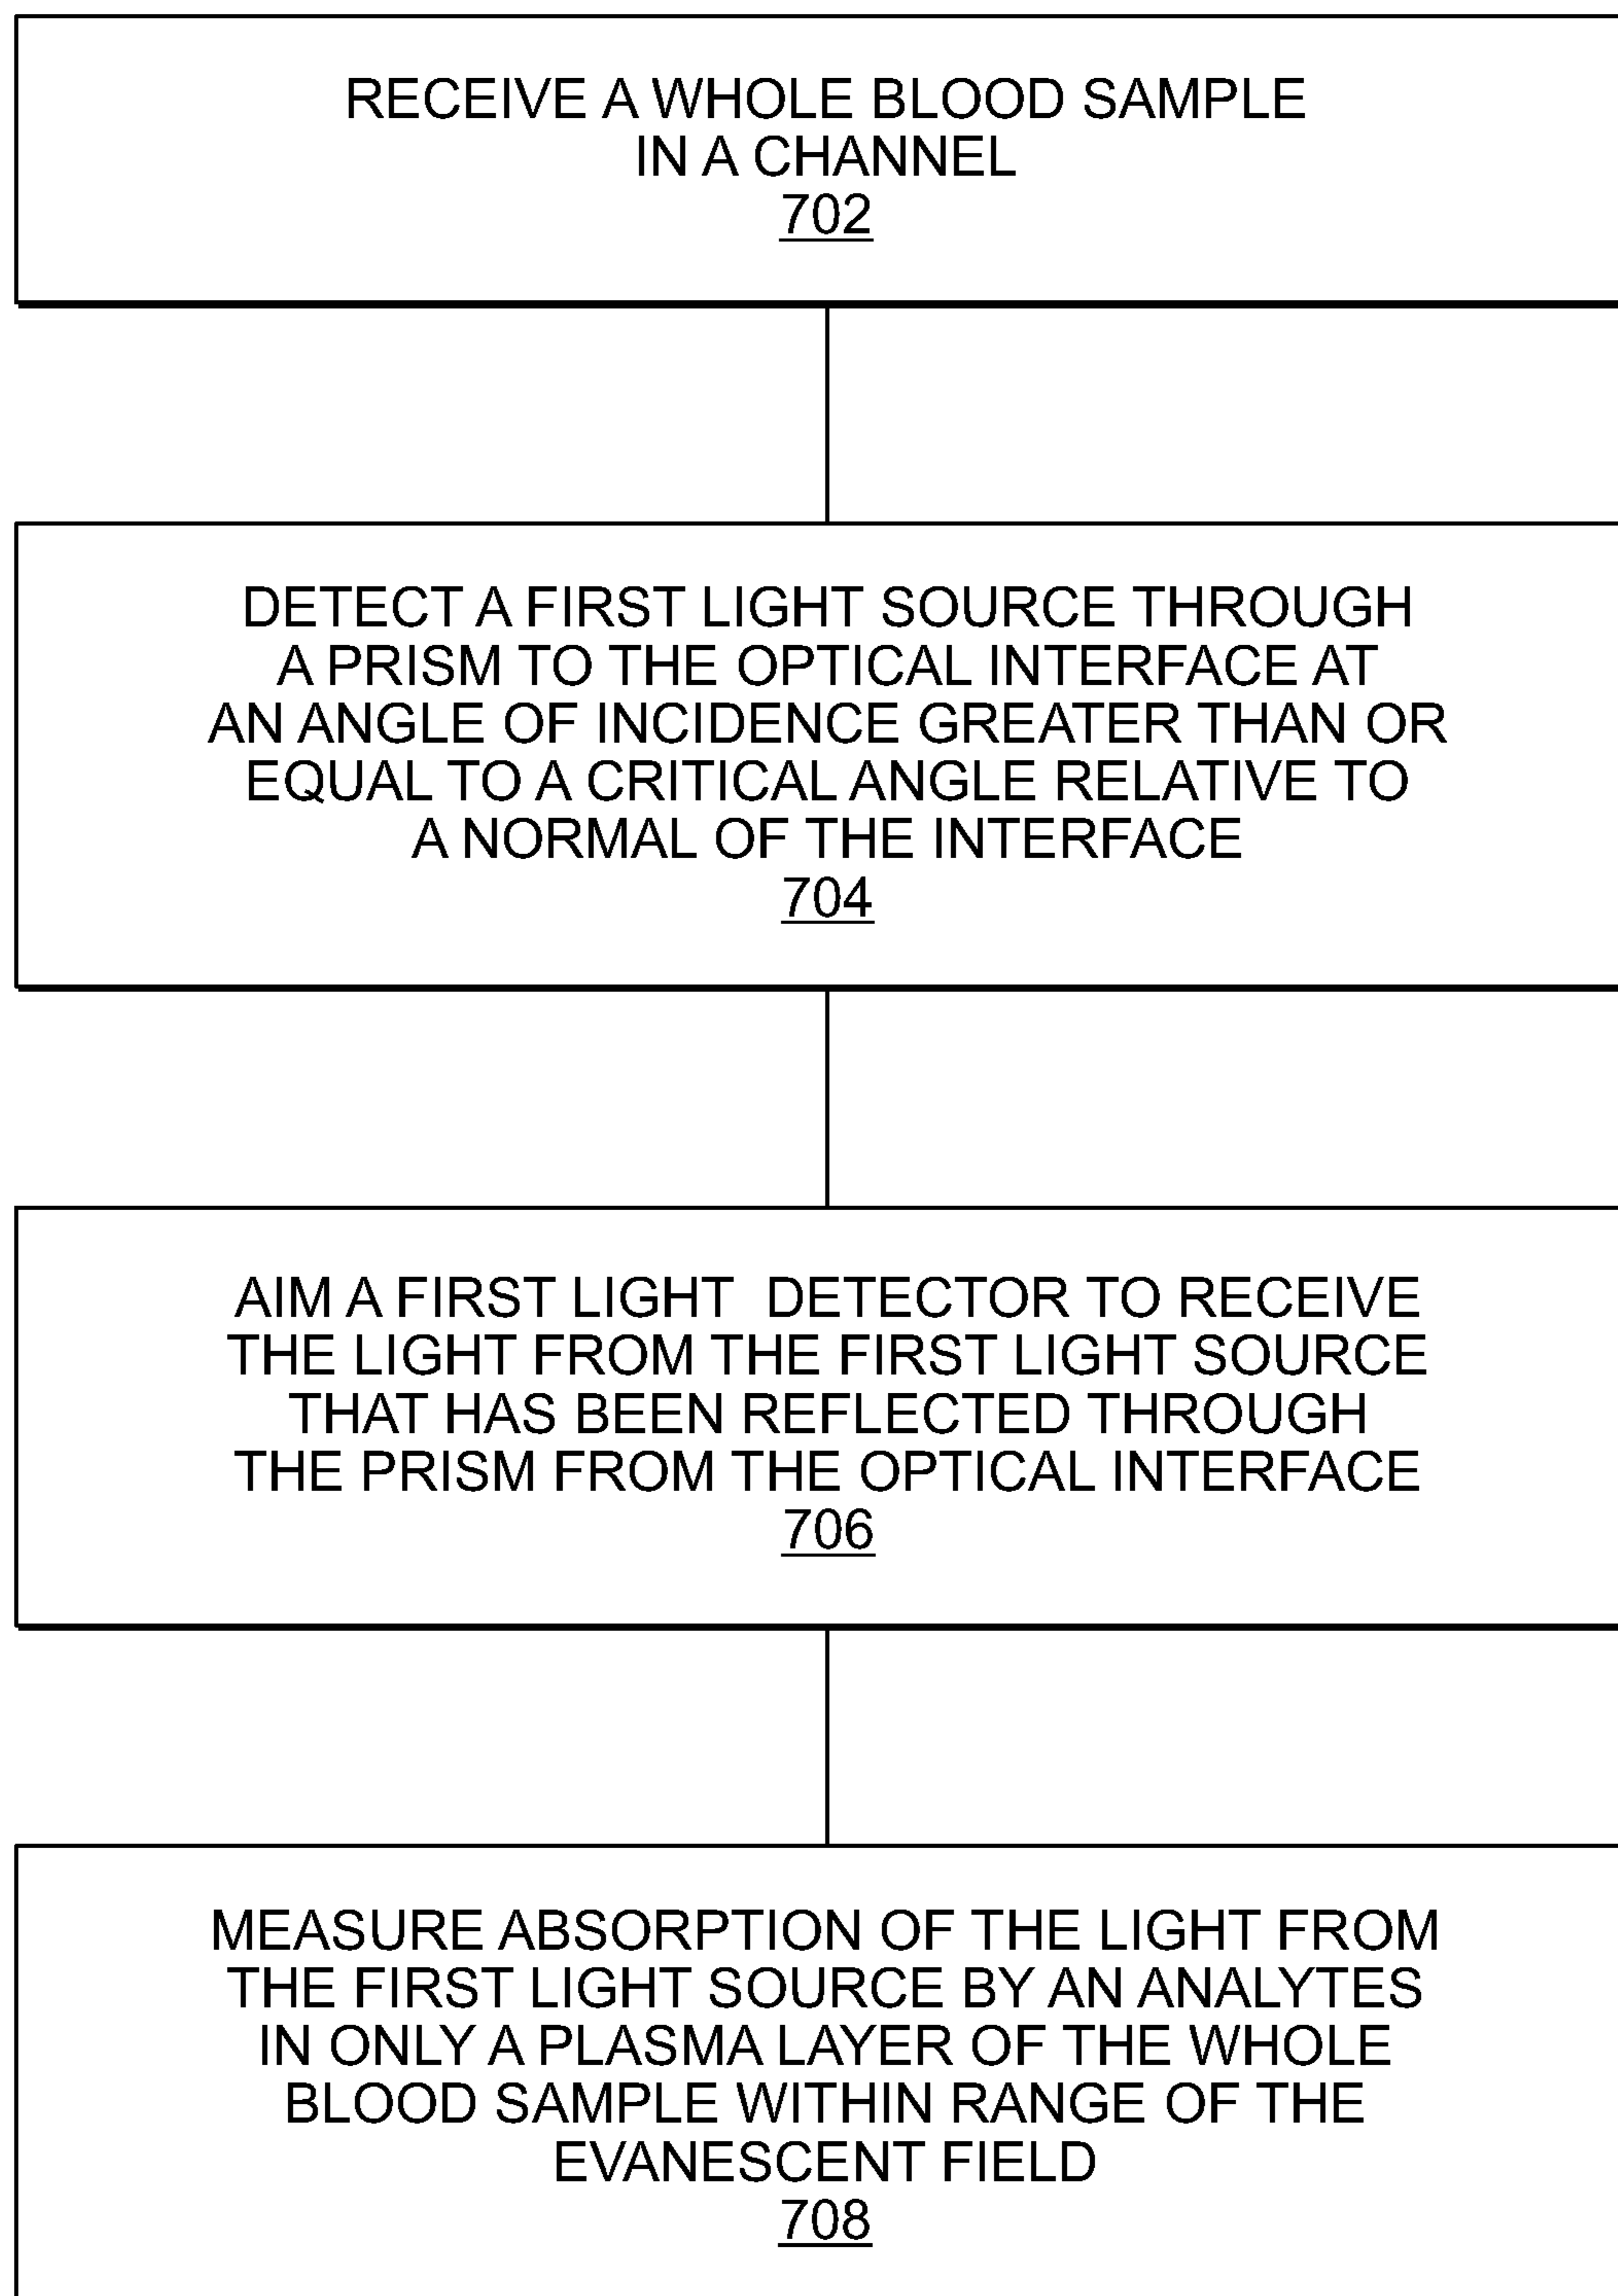 RECEIVE A WHOLE BLOOD SAMPLE
IN A CHANNEL
702
DETECT A FIRST LIGHT SOURCE THROUGH
A PRISM TO THE OPTICAL INTERFACE AT
AN ANGLE OF INCIDENCE GREATER THAN OR
EQUAL TO A CRITICAL ANGLE RELATIVE TO
A NORMAL OF THE INTERFACE
704
AIM A FIRST LIGHT DETECTOR TO RECEIVE
THE LIGHT FROM THE FIRST LIGHT SOURCE
THAT HAS BEEN REFLECTED THROUGH
THE PRISM FROM THE OPTICAL INTERFACE
706
MEASURE ABSORPTION OF THE LIGHT FROM
THE FIRST LIGHT SOURCE BY AN ANALYTES
IN ONLY A PLASMA LAYER OF THE WHOLE
BLOOD SAMPLE WITHIN RANGE OF THE
EVANESCENT FIELD
708